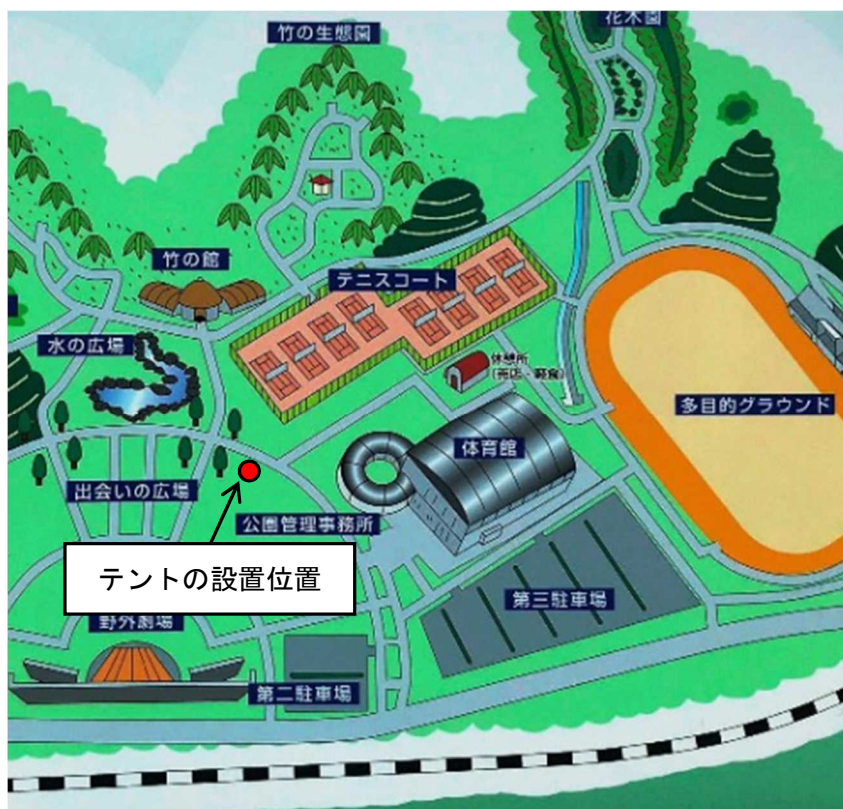 花木園
竹の生態園
竹の館
テニスコート
水の広場
休憩所
(売店・軽食)
多目的グラウンド
体育館
出会いの広場
公園管理事務所
テントの設置位置
第三駐車場
野外劇場
第二駐車場